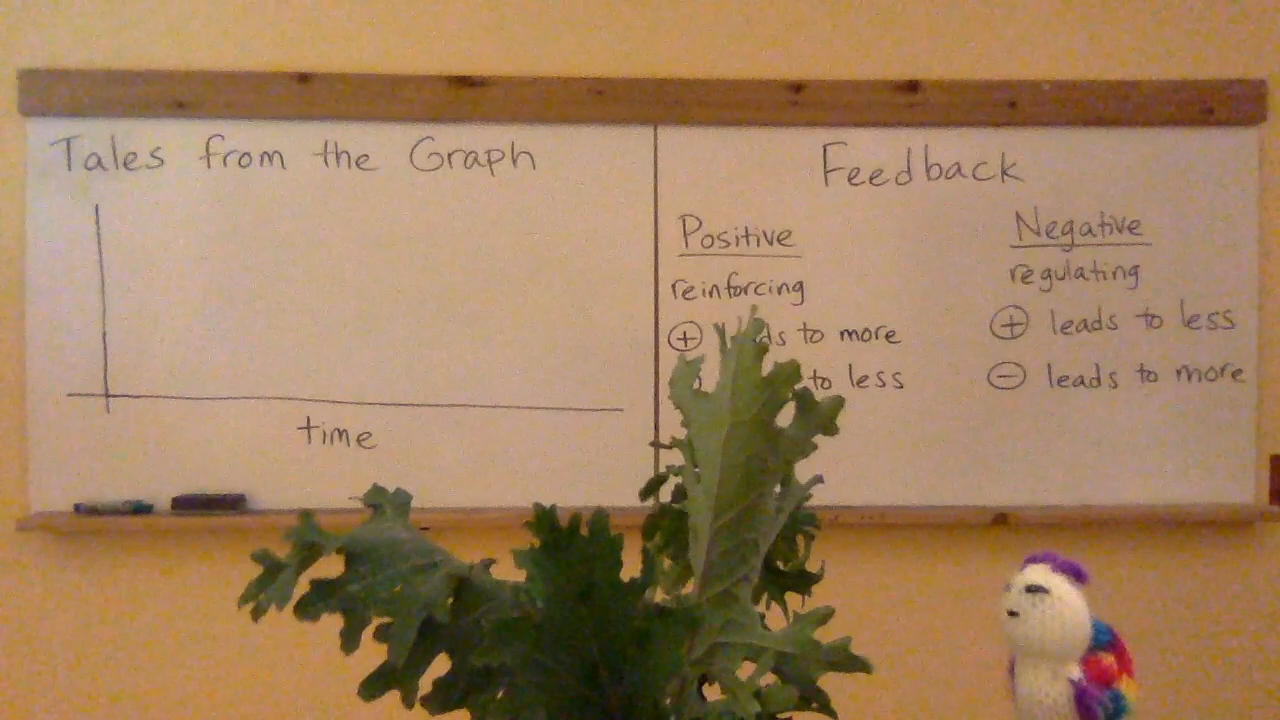 Tales from the Graph
time
Feedback
Positive
reinforcing
⊕ to more
to less
Negative
regulating
⊕ leads to less
⊖ leads to more